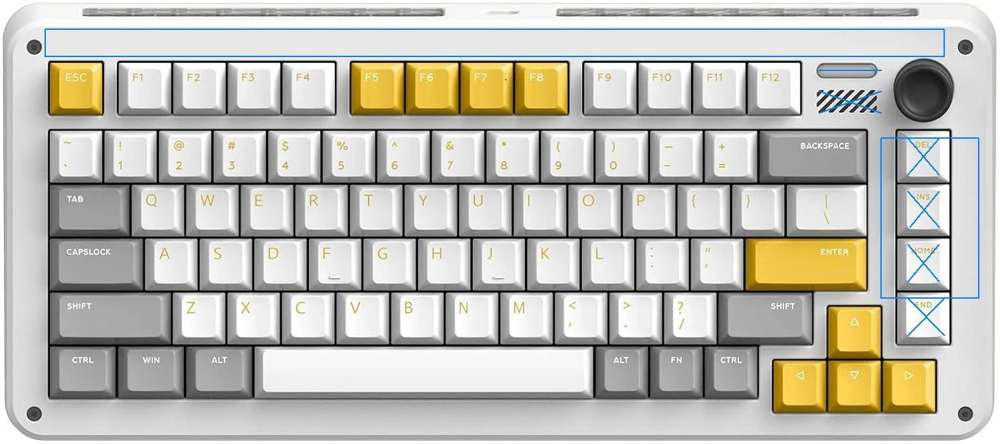 ESC F1 F2 F3 F4 F5 F6 F7 F8 F9 F10 F11 F12
~ ! @ # $ % ^ & * ( ) — + BACKSPACE DEL
` 1 2 3 4 5 6 7 8 9 0 - =
TAB Q W E R T Y U I O P { } | INS
\
CAPSLOCK A S D F G H J K L : " ENTER HOME
; '
SHIFT Z X C V B N M < > ? SHIFT END
, . /
CTRL WIN ALT ALT FN CTRL